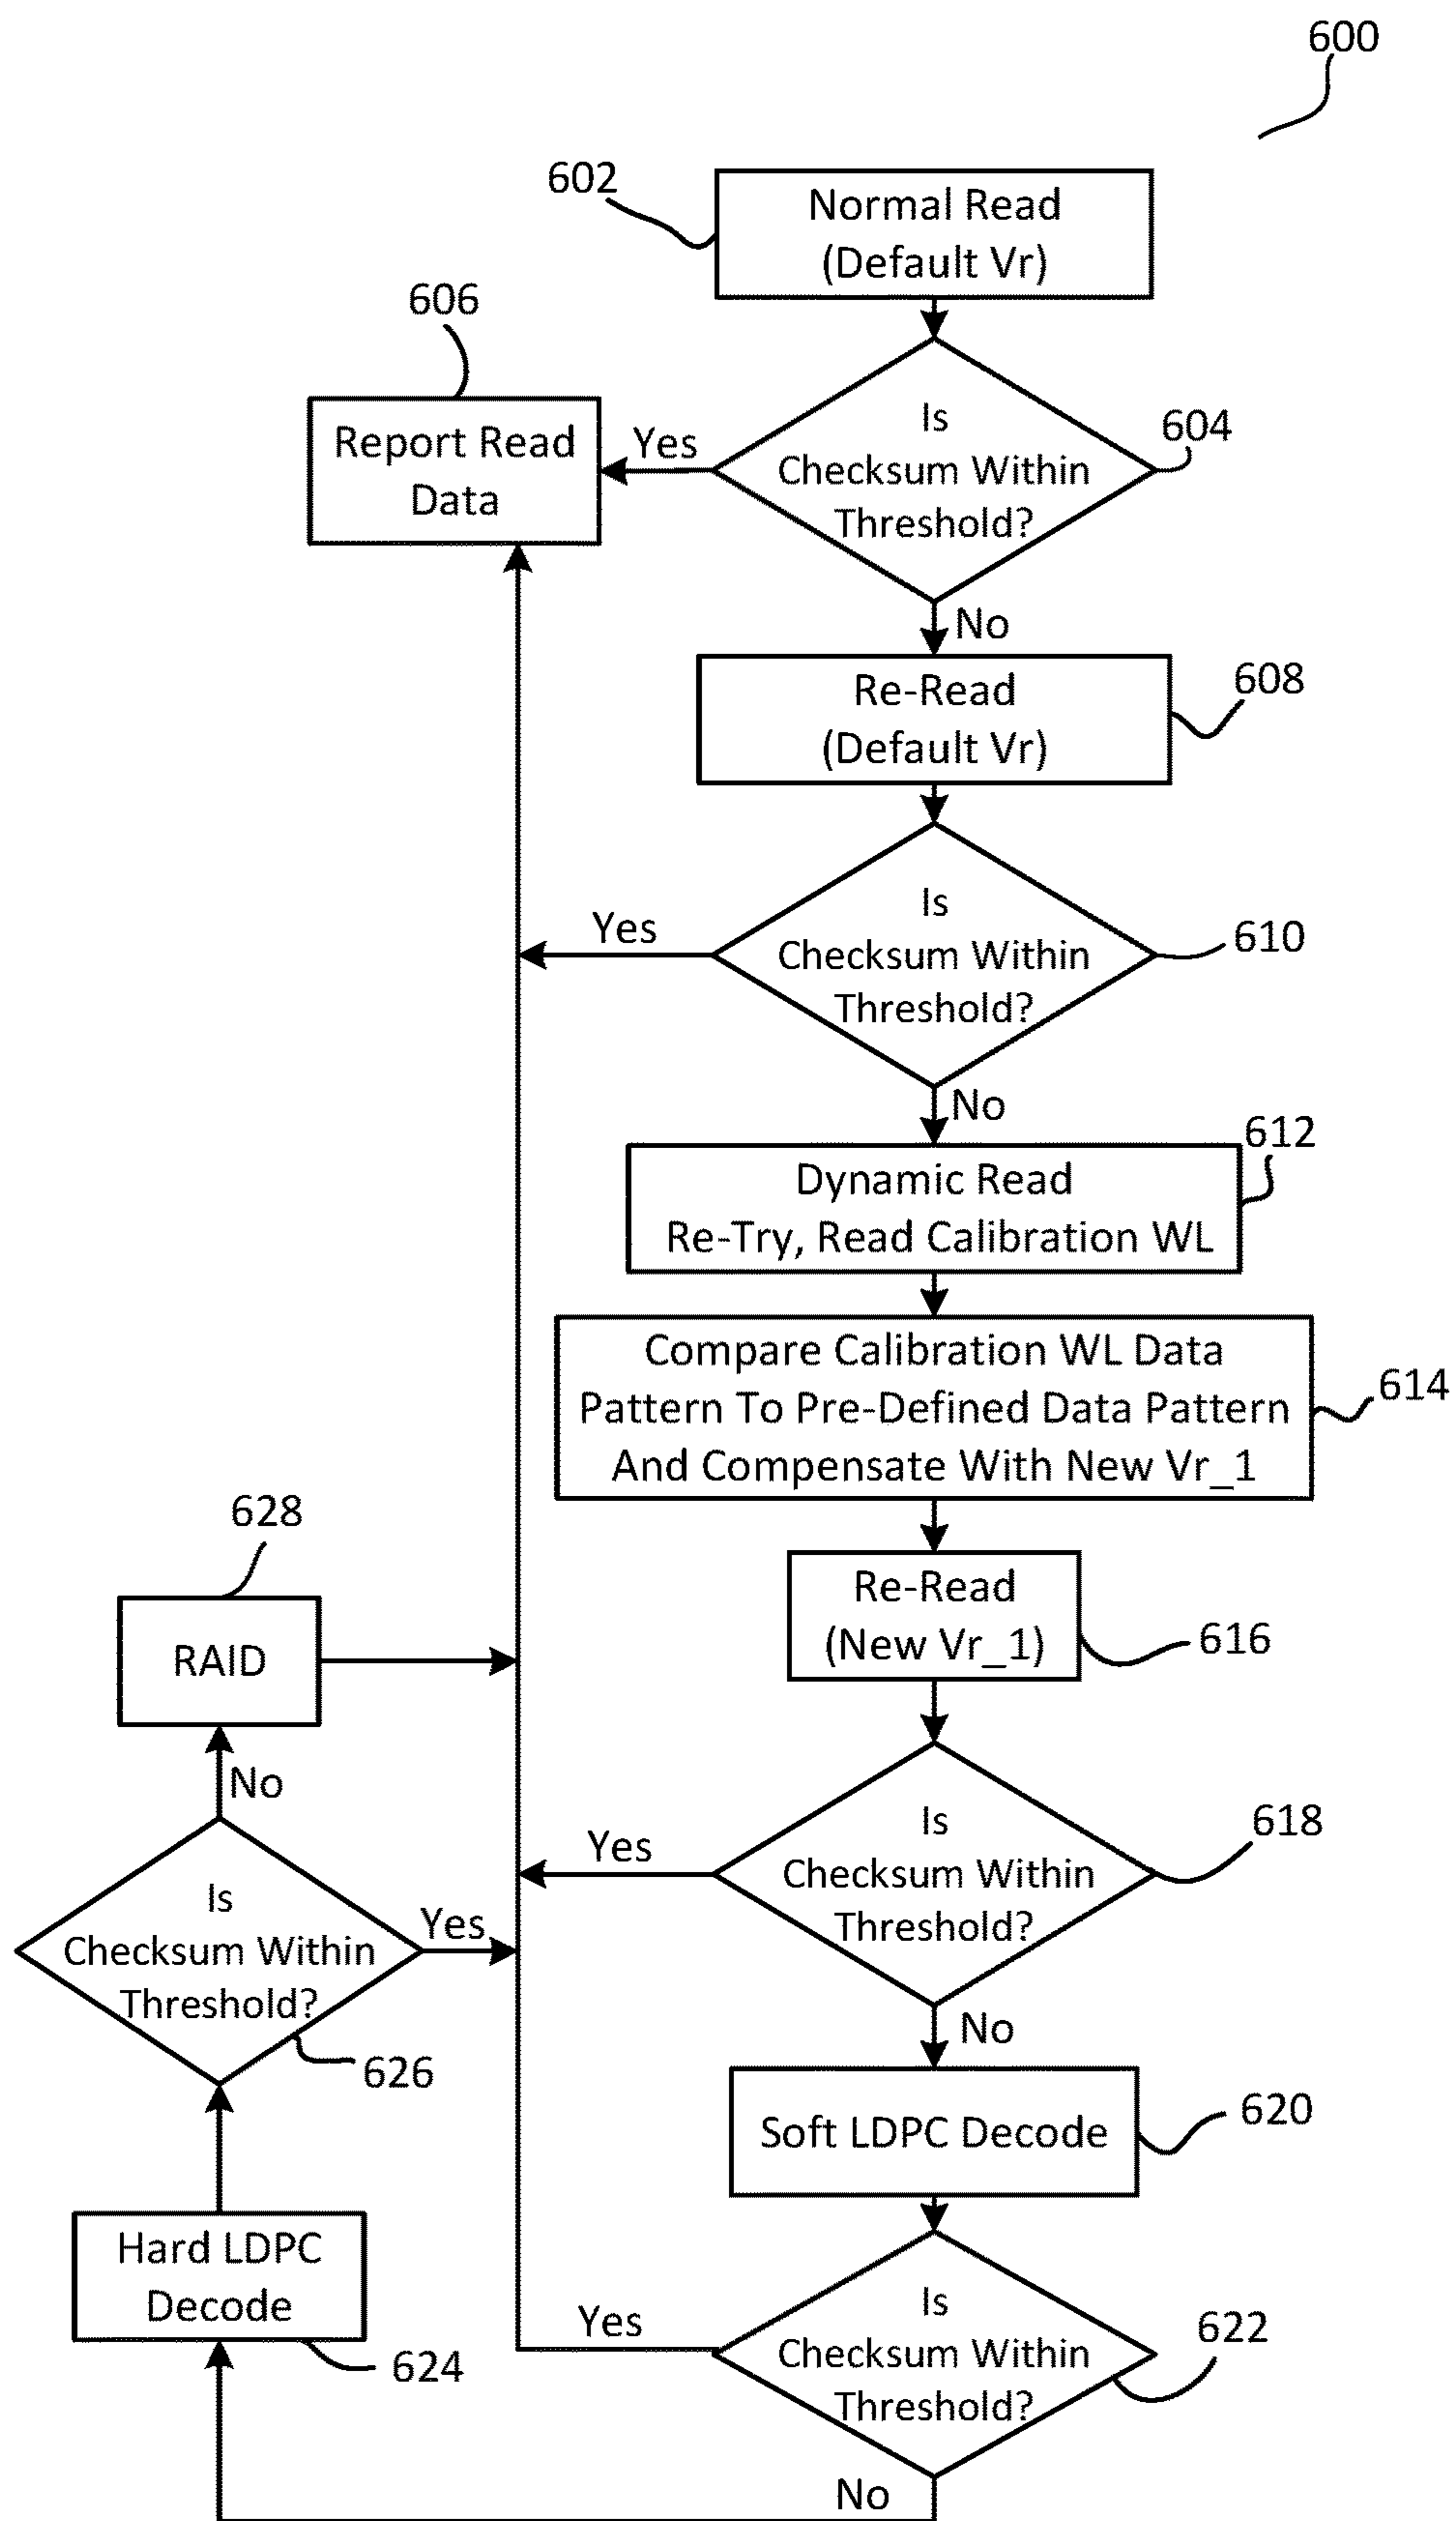 600
602
Normal Read
(Default Vr)
606
Report Read
Data
Yes
Is
Checksum Within
Threshold?
604
No
Re-Read
(Default Vr)
608
Yes
Is
Checksum Within
Threshold?
610
No
612
Dynamic Read
Re-Try, Read Calibration WL
Compare Calibration WL Data
Pattern To Pre-Defined Data Pattern
And Compensate With New Vr_1
614
Re-Read
(New Vr_1)
616
Yes
Is
Checksum Within
Threshold?
618
No
Soft LDPC Decode
620
Yes
Is
Checksum Within
Threshold?
622
No
Hard LDPC
Decode
624
Is
Checksum Within
Threshold?
626
Yes
No
RAID
628